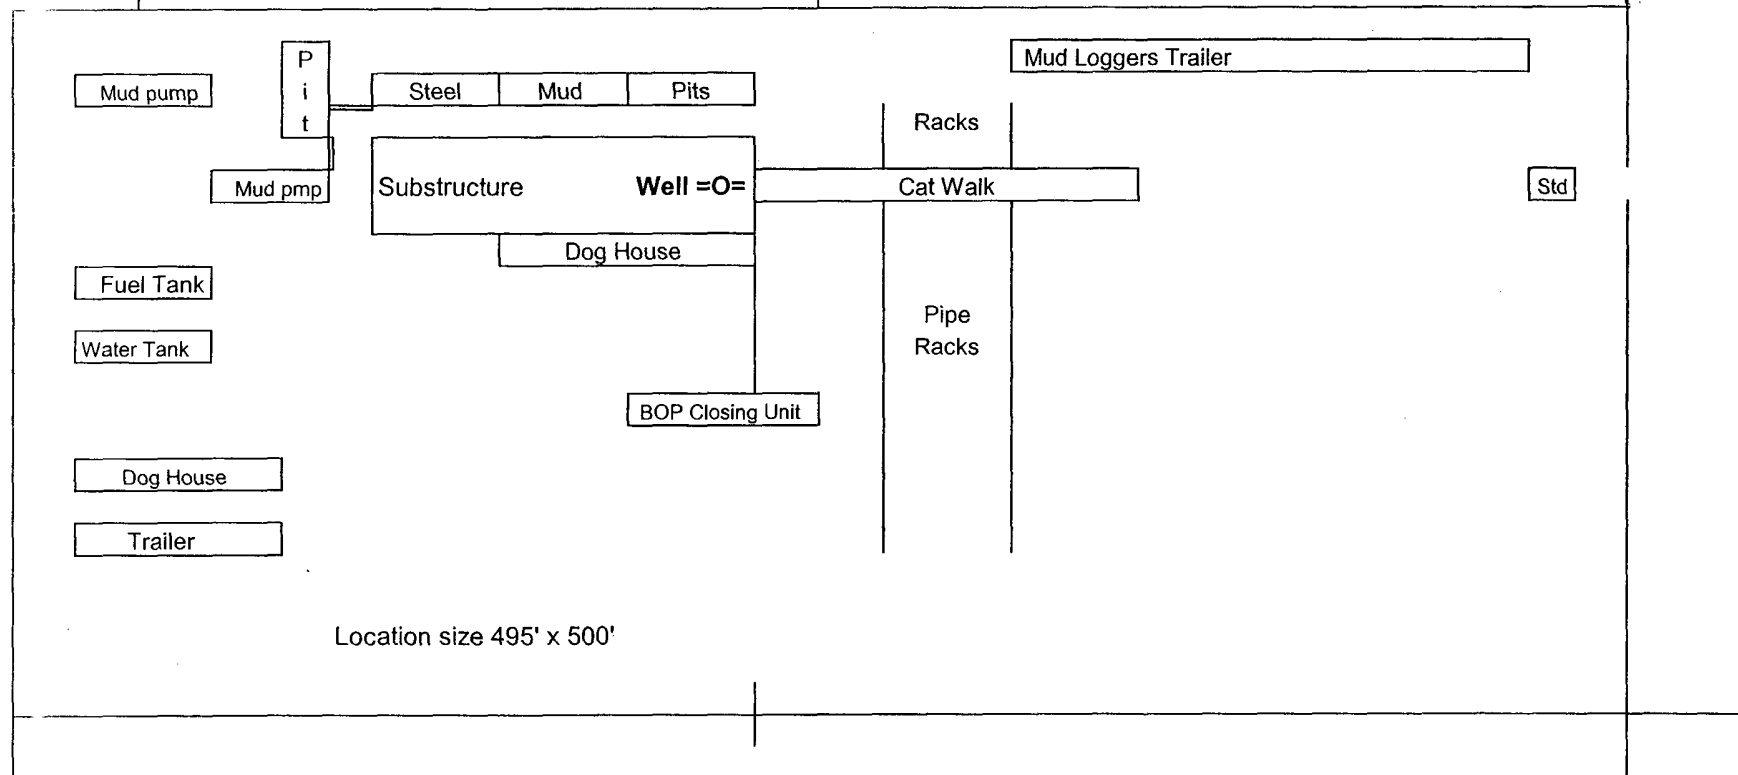 Mud Loggers Trailer
P
i
t
Mud pump
Steel Mud Pits
Racks
Mud pmp
Substructure Well =O=
Cat Walk
Std
Dog House
Fuel Tank
Pipe
Racks
Water Tank
BOP Closing Unit
Dog House
Trailer
Location size 495' x 500'